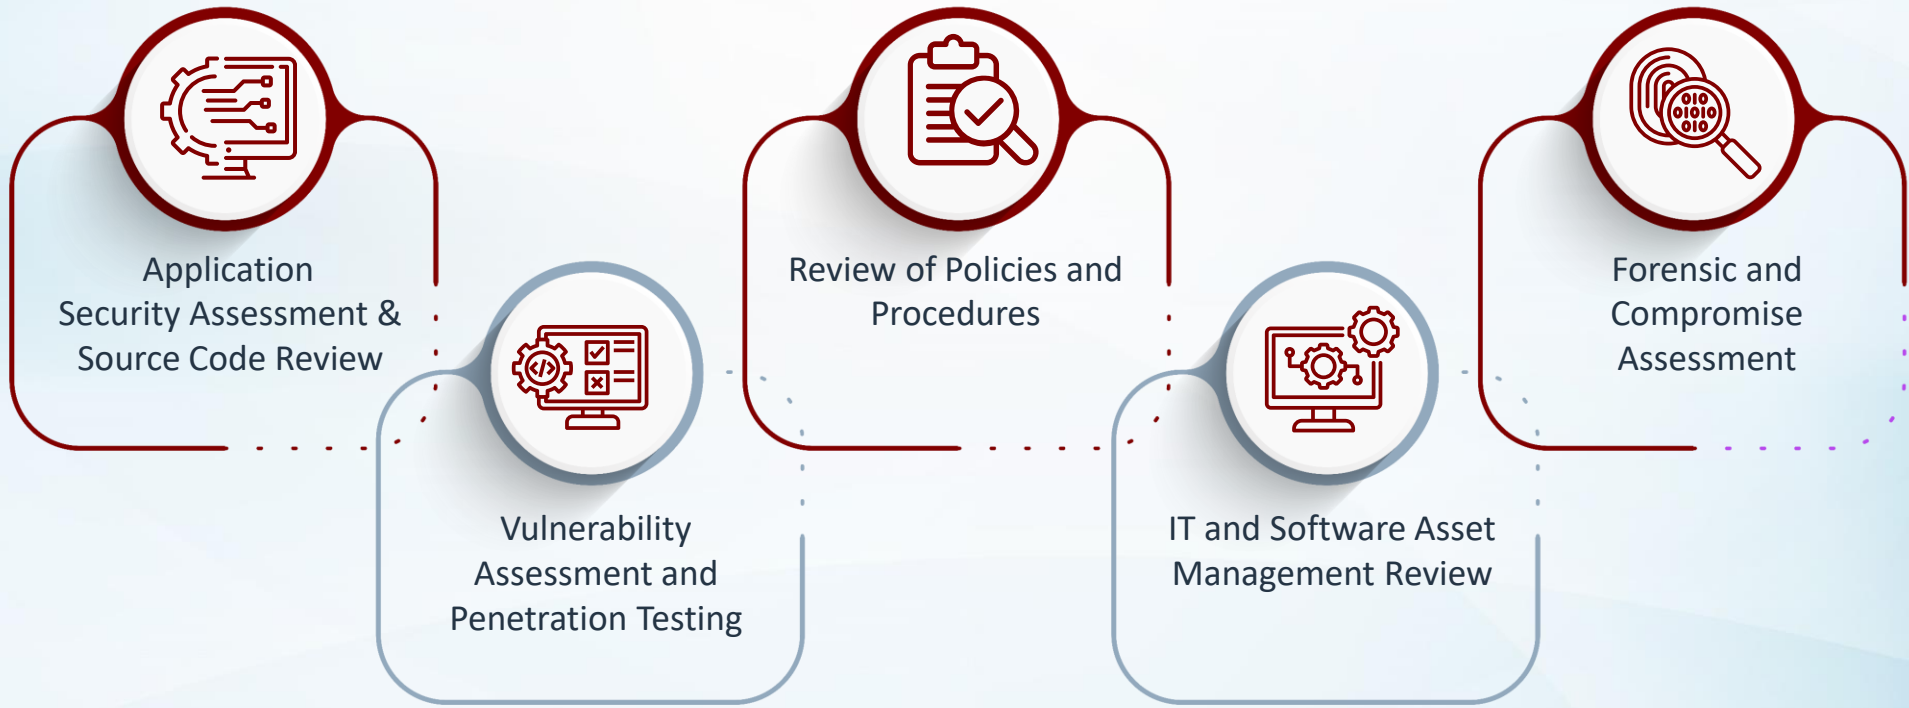 Application
Security Assessment &
Source Code Review
Vulnerability
Assessment and
Penetration Testing
Review of Policies and
Procedures
IT and Software Asset
Management Review
Forensic and
Compromise
Assessment